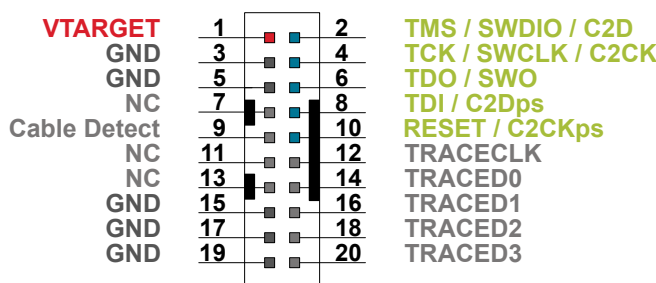 VTARGET 1 2 TMS / SWDIO / C2D
GND 3 4 TCK / SWCLK / C2CK
GND 5 6 TDO / SWO
NC 7 8 TDI / C2Dps
Cable Detect 9 10 RESET / C2CKps
NC 11 12 TRACECLK
NC 13 14 TRACED0
GND 15 16 TRACED1
GND 17 18 TRACED2
GND 19 20 TRACED3